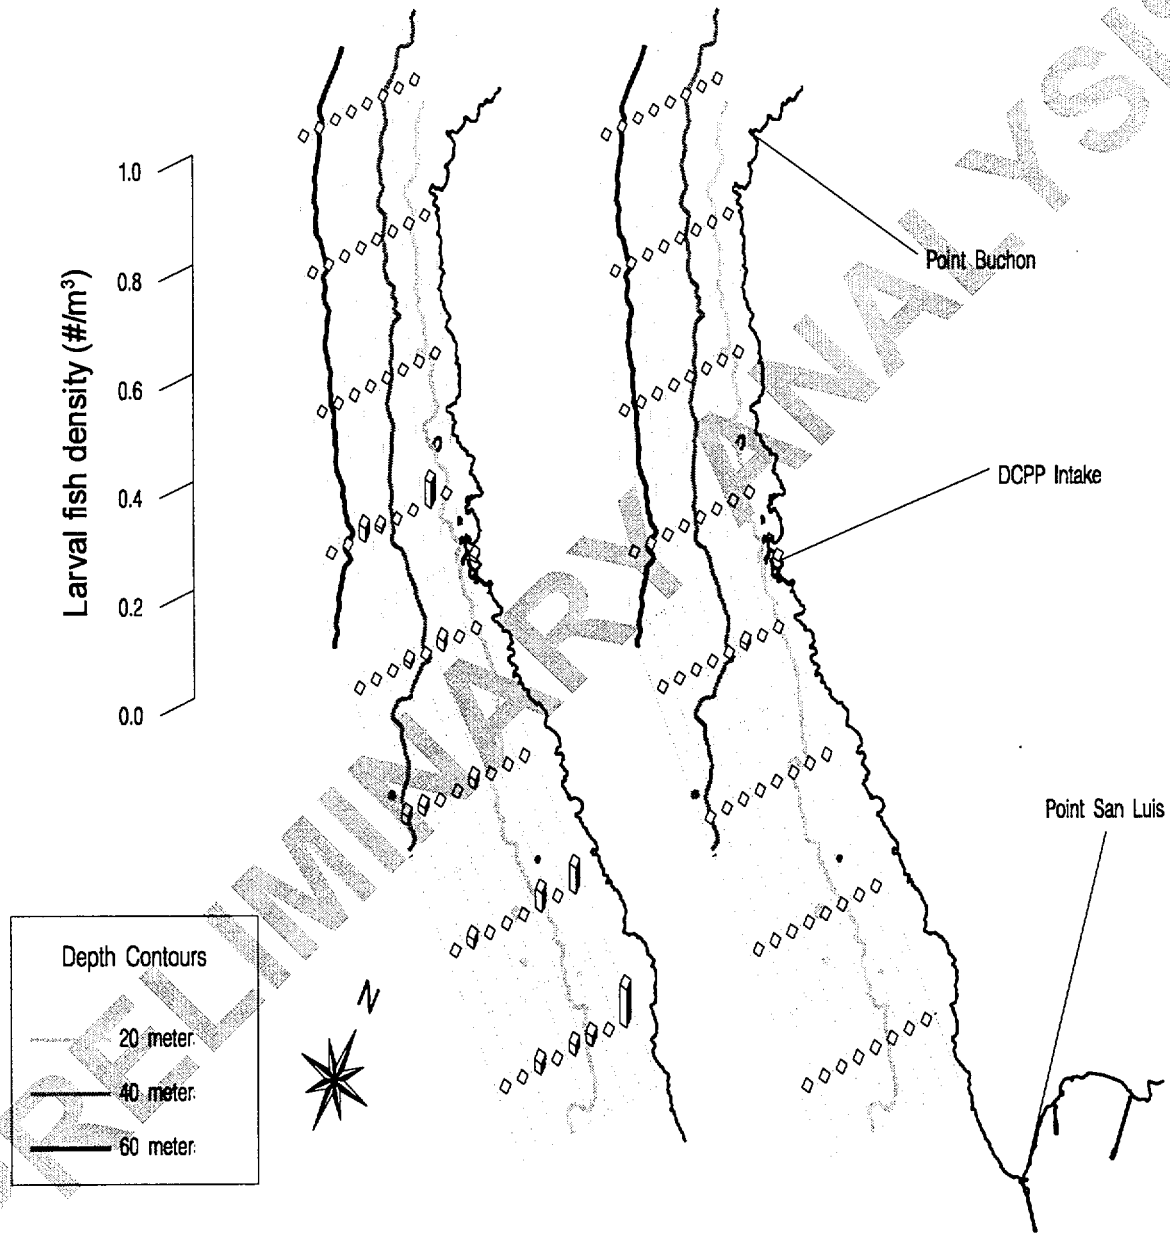 PRELIMINARY ANALYSIS
1.0
0.8
0.6
0.4
0.2
0.0
Larval fish density (#/m³)
Point Buchon
DCPP Intake
Point San Luis
N
Depth Contours
20 meter
40 meter
60 meter